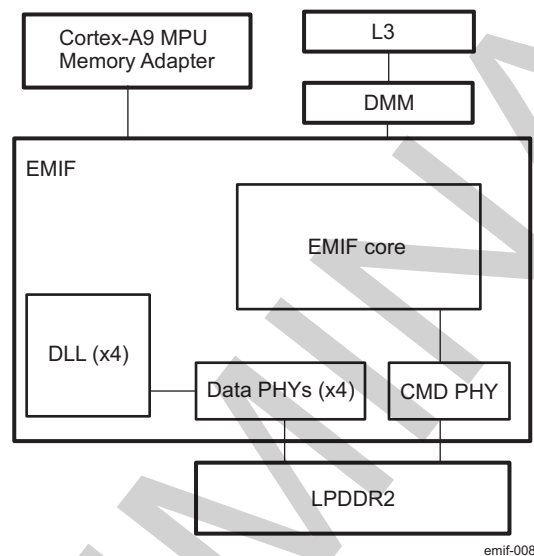 Cortex-A9 MPU
Memory Adapter
L3
DMM
EMIF
EMIF core
DLL (x4)
Data PHYs (x4)
CMD PHY
LPDDR2
emif-008